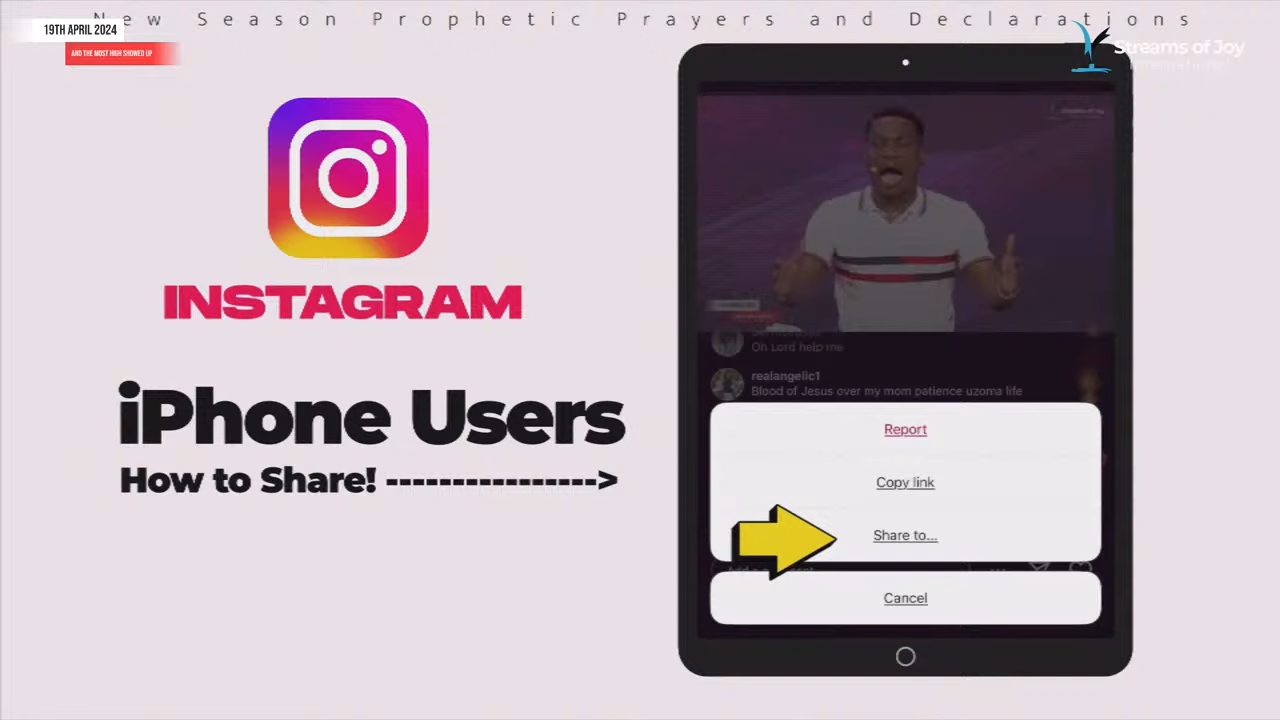 New Season Prophetic Prayers and Declarations
19TH APRIL 2024
AND THE MOST HIGH SHOWED UP
Streams of Joy
International
INSTAGRAM
iPhone Users
How to Share! ---------------->
Oh Lord help me
realangelic1
Blood of Jesus over my mom patience uzoma life
Report
Copy link
Share to...
Cancel